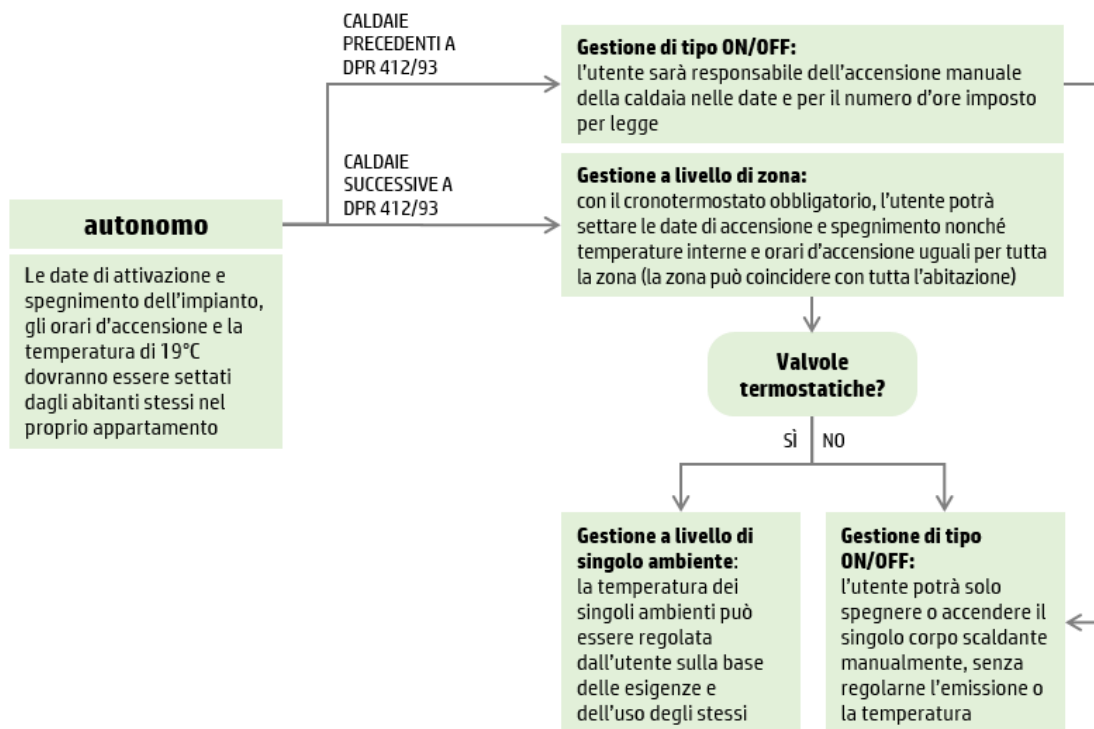 CALDAIE
PRECEDENTI A
DPR 412/93
Gestione di tipo ON/OFF:
l'utente sarà responsabile dell'accensione manuale
della caldaia nelle date e per il numero d'ore imposto
per legge
CALDAIE
SUCCESSIVE A
DPR 412/93
Gestione a livello di zona:
con il cronotermostato obbligatorio, l'utente potrà
settare le date di accensione e spegnimento nonché
temperature interne e orari d'accensione uguali per tutta
la zona (la zona può coincidere con tutta l'abitazione)
autonomo
Le date di attivazione e
spegnimento dell'impianto,
gli orari d'accensione e la
temperatura di 19°C
dovranno essere settati
dagli abitanti stessi nel
proprio appartamento
Valvole
termostatiche?
SÌ NO
Gestione a livello di
singolo ambiente:
la temperatura dei
singoli ambienti può
essere regolata
dall'utente sulla base
delle esigenze e
dell'uso degli stessi
Gestione di tipo
ON/OFF:
l'utente potrà solo
spegnere o accendere il
singolo corpo scaldante
manualmente, senza
regolarne l'emissione o
la temperatura